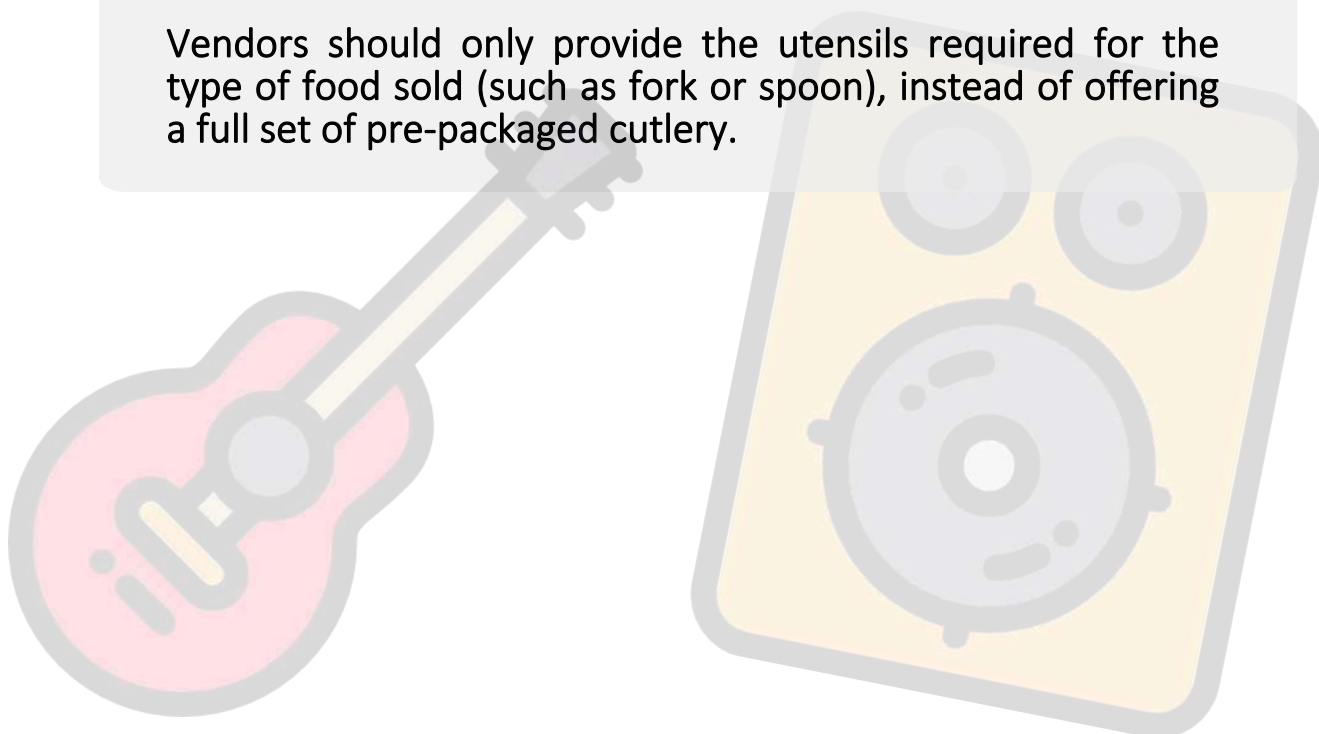 Vendors should only provide the utensils required for the
type of food sold (such as fork or spoon), instead of offering
a full set of pre-packaged cutlery.